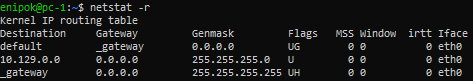 enipok@pc-1:~$ netstat -r
Kernel IP routing table
Destination     Gateway         Genmask         Flags   MSS Window  irtt Iface
default         _gateway        0.0.0.0         UG        0 0          0 eth0
10.129.0.0      0.0.0.0         255.255.255.0   U         0 0          0 eth0
_gateway        0.0.0.0         255.255.255.255 UH        0 0          0 eth0